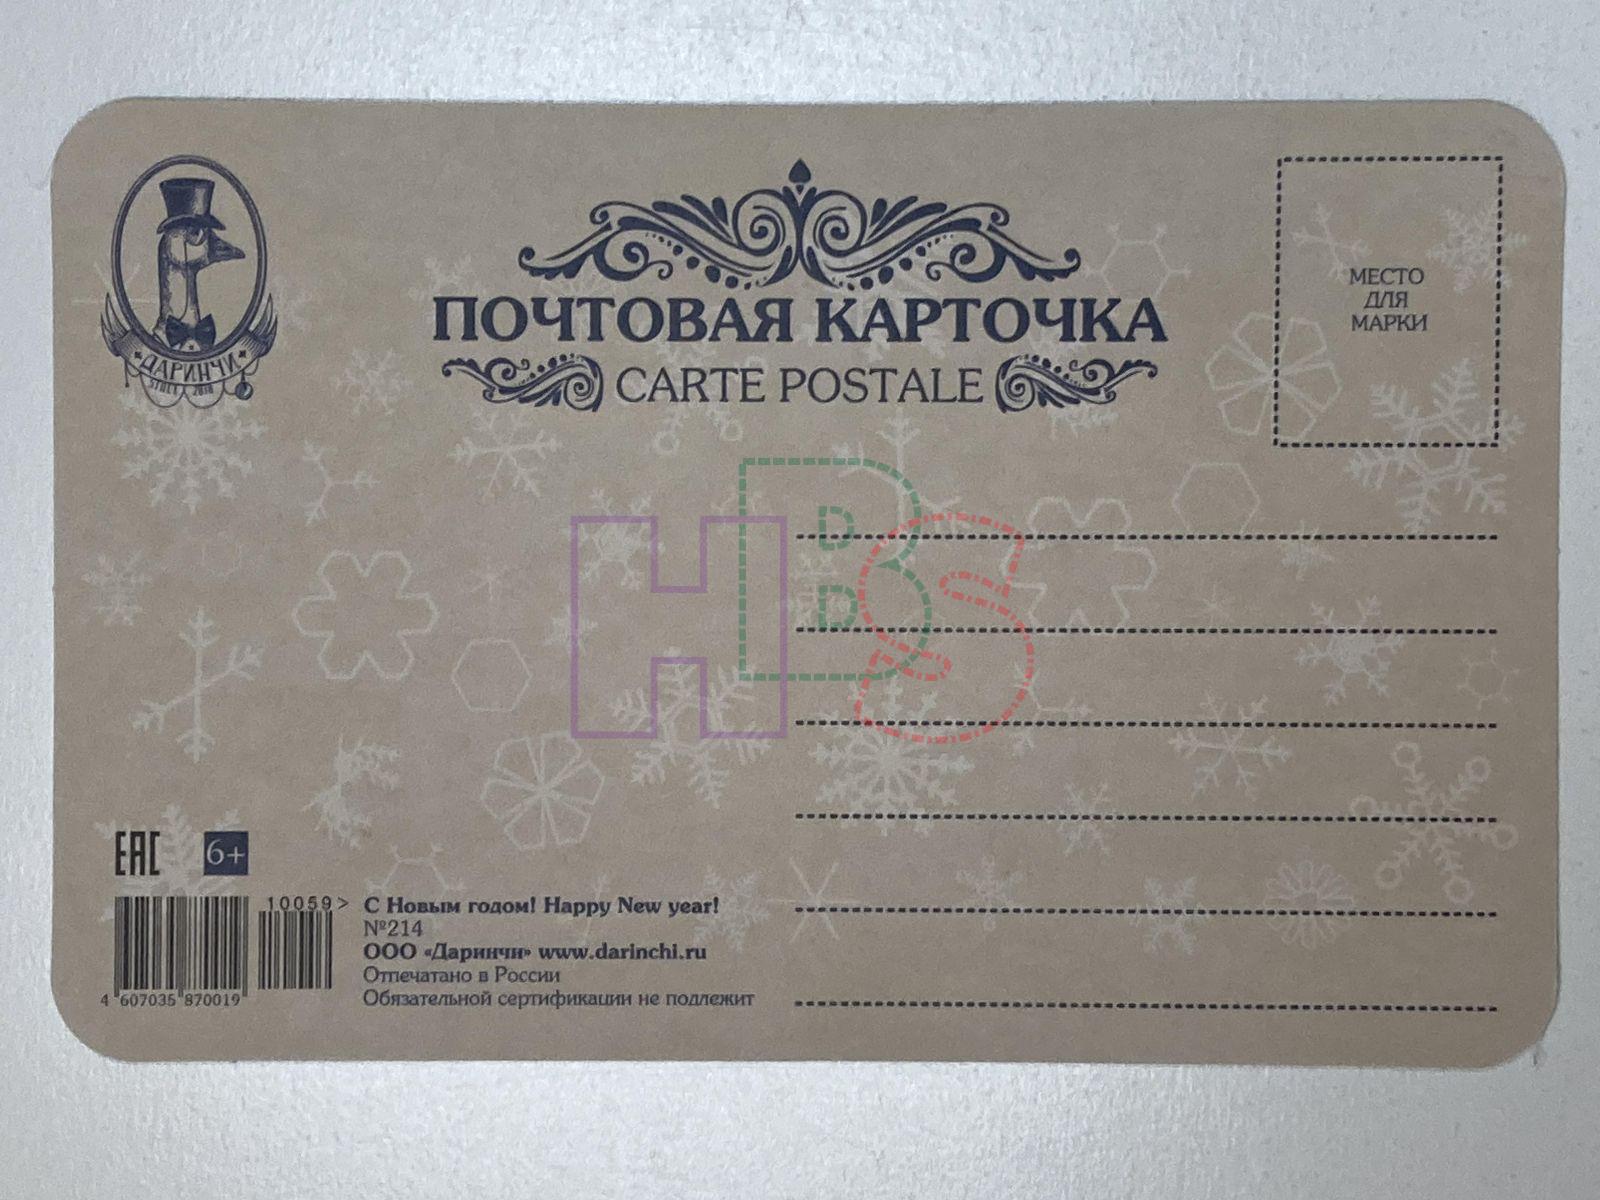 ДАРИНЧИ
ПОЧТОВАЯ КАРТОЧКА
CARTE POSTALE
МЕСТО
ДЛЯ
МАРКИ
HBS
EAC 6+
10059>
4 607035 870019
С Новым годом! Happy New year!
№214
ООО «Даринчи» www.darinchi.ru
Отпечатано в России
Обязательной сертификации не подлежит